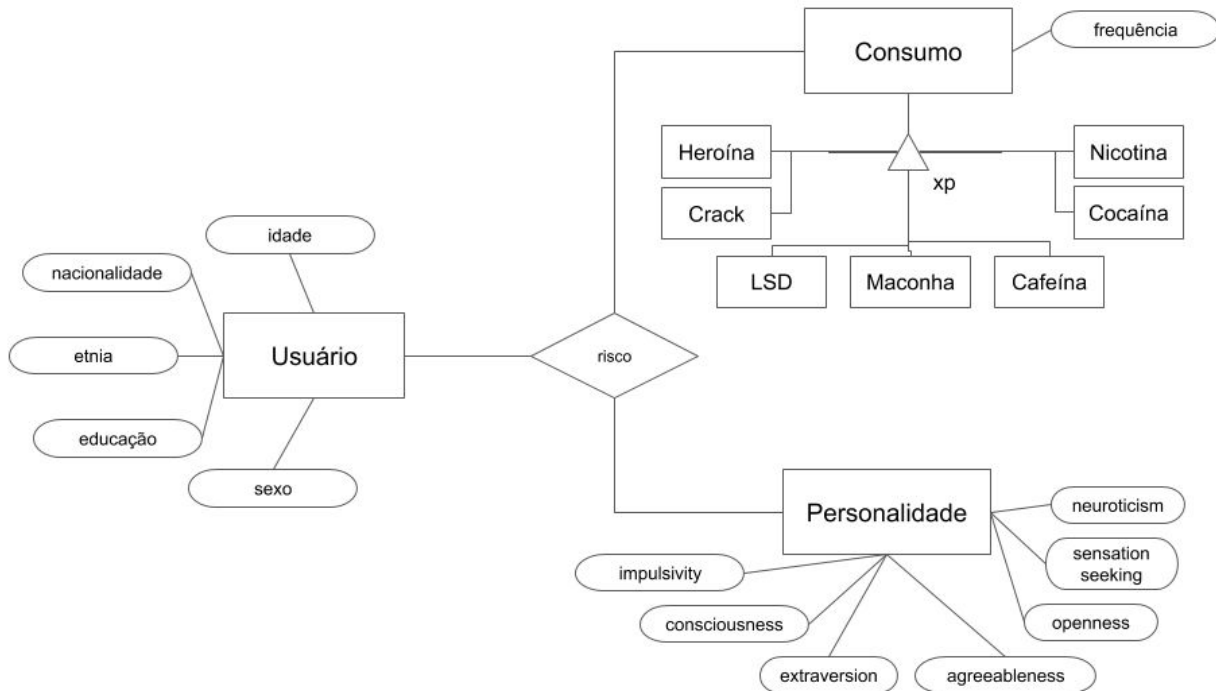 Consumo
frequência
Heroína
Nicotina
xp
Crack
Cocaína
idade
LSD
Maconha
Cafeína
nacionalidade
etnia
Usuário
risco
educação
sexo
Personalidade
neuroticism
sensation
seeking
impulsivity
consciousness
openness
extraversion
agreeableness